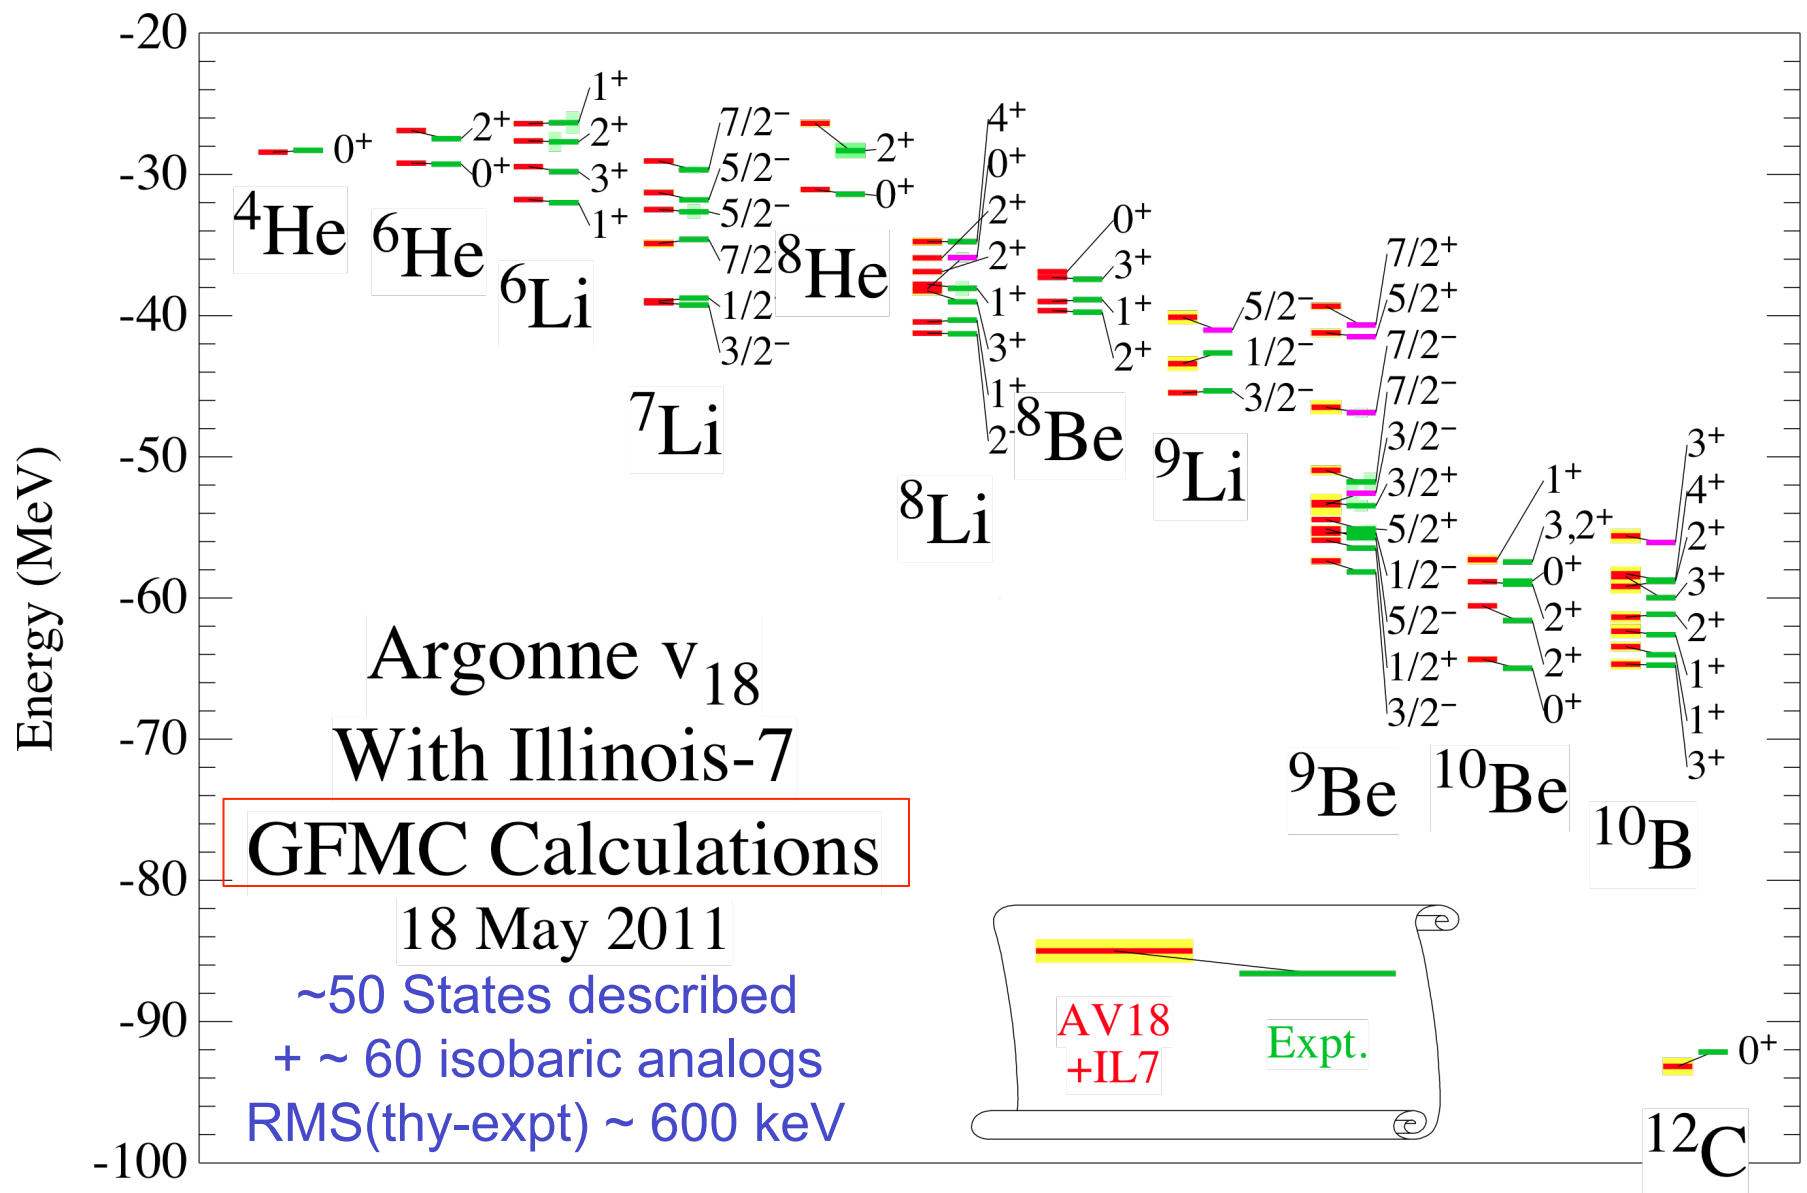 -20
-30
-40
-50
-60
-70
-80
-90
-100
Energy (MeV)
0⁺
⁴He
2⁺
0⁺
⁶He
1⁺
2⁺
3⁺
1⁺
⁶Li
7/2⁻
5/2⁻
5/2⁻
7/2
1/2
3/2⁻
⁷Li
2⁺
0⁺
⁸He
4⁺
0⁺
2⁺
2⁺
1⁺
3⁺
1⁺
2
⁸Li
0⁺
3⁺
1⁺
2⁺
⁸Be
5/2⁻
1/2⁻
3/2⁻
⁹Li
7/2⁺
5/2⁺
7/2⁻
7/2⁻
3/2⁻
3/2⁺
5/2⁺
1/2⁻
5/2⁻
1/2⁺
3/2⁻
⁹Be
1⁺
3,2⁺
0⁺
2⁺
2⁺
0⁺
¹⁰Be
3⁺
4⁺
2⁺
3⁺
2⁺
1⁺
1⁺
3⁺
¹⁰B
0⁺
¹²C
Argonne v₁₈
With Illinois-7
GFMC Calculations
18 May 2011
~50 States described
+ ~ 60 isobaric analogs
RMS(thy-expt) ~ 600 keV
AV18
+IL7
Expt.